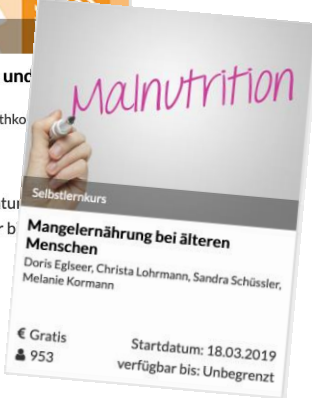 und
Malnutrition
Selbstlernkurs
Mangelernährung bei älteren
Menschen
Doris Eglseer, Christa Lohrmann, Sandra Schüssler,
Melanie Kormann
€ Gratis
953
Startdatum: 18.03.2019
verfügbar bis: Unbegrenzt